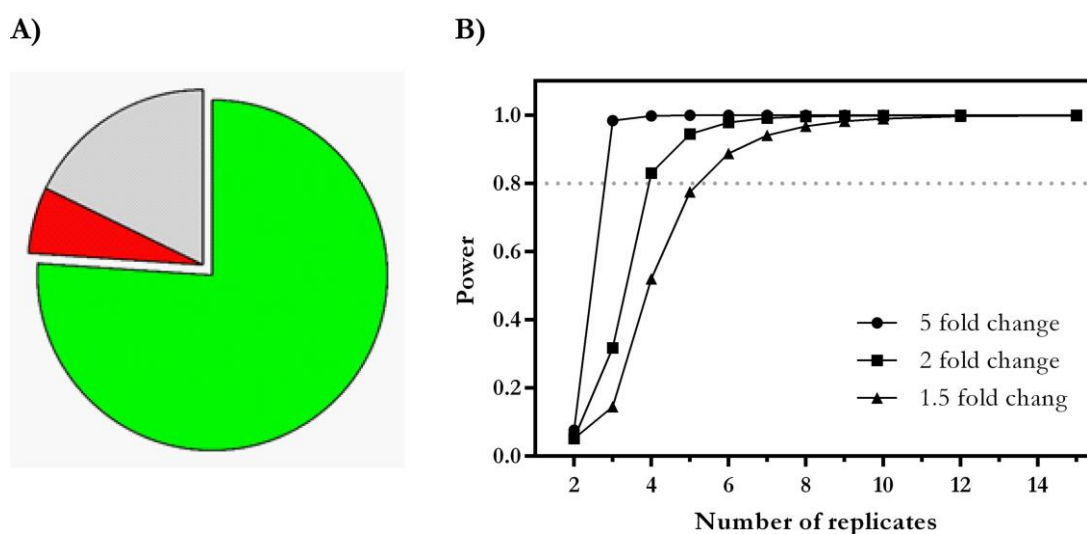 A)
B)
1.0
0.8
0.6
0.4
0.2
0.0
Power
5 fold change
2 fold change
1.5 fold chang
2 4 6 8 10 12 14
Number of replicates